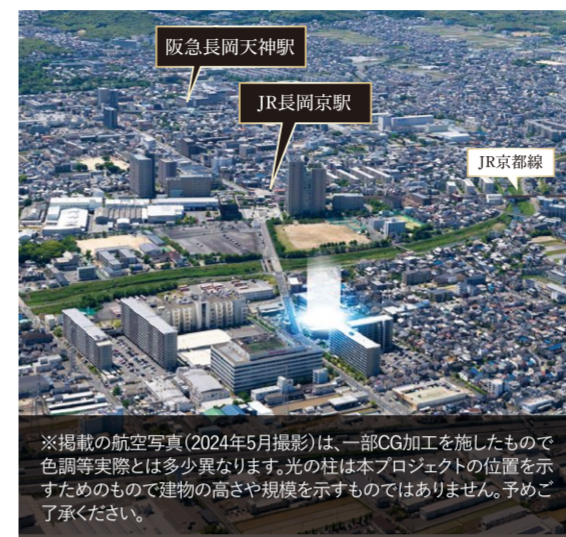 阪急長岡天神駅
JR長岡京駅
JR京都線
※掲載の航空写真(2024年5月撮影)は、一部CG加工を施したもので
色調等実際とは多少異なります。光の柱は本プロジェクトの位置を示
すためのもので建物の高さや規模を示すものではありません。予めご
了承ください。